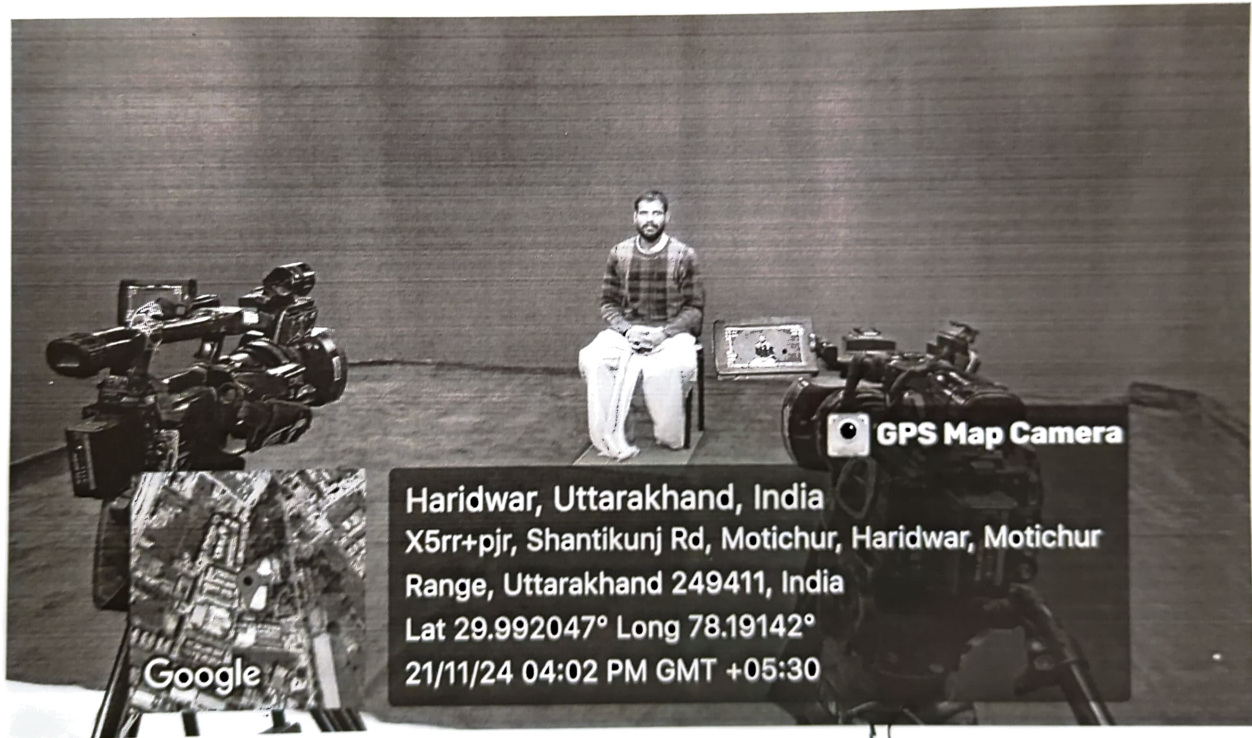 GPS Map Camera
Haridwar, Uttarakhand, India
X5rr+pjr, Shantikunj Rd, Motichur, Haridwar, Motichur
Range, Uttarakhand 249411, India
Lat 29.992047° Long 78.19142°
21/11/24 04:02 PM GMT +05:30
Google